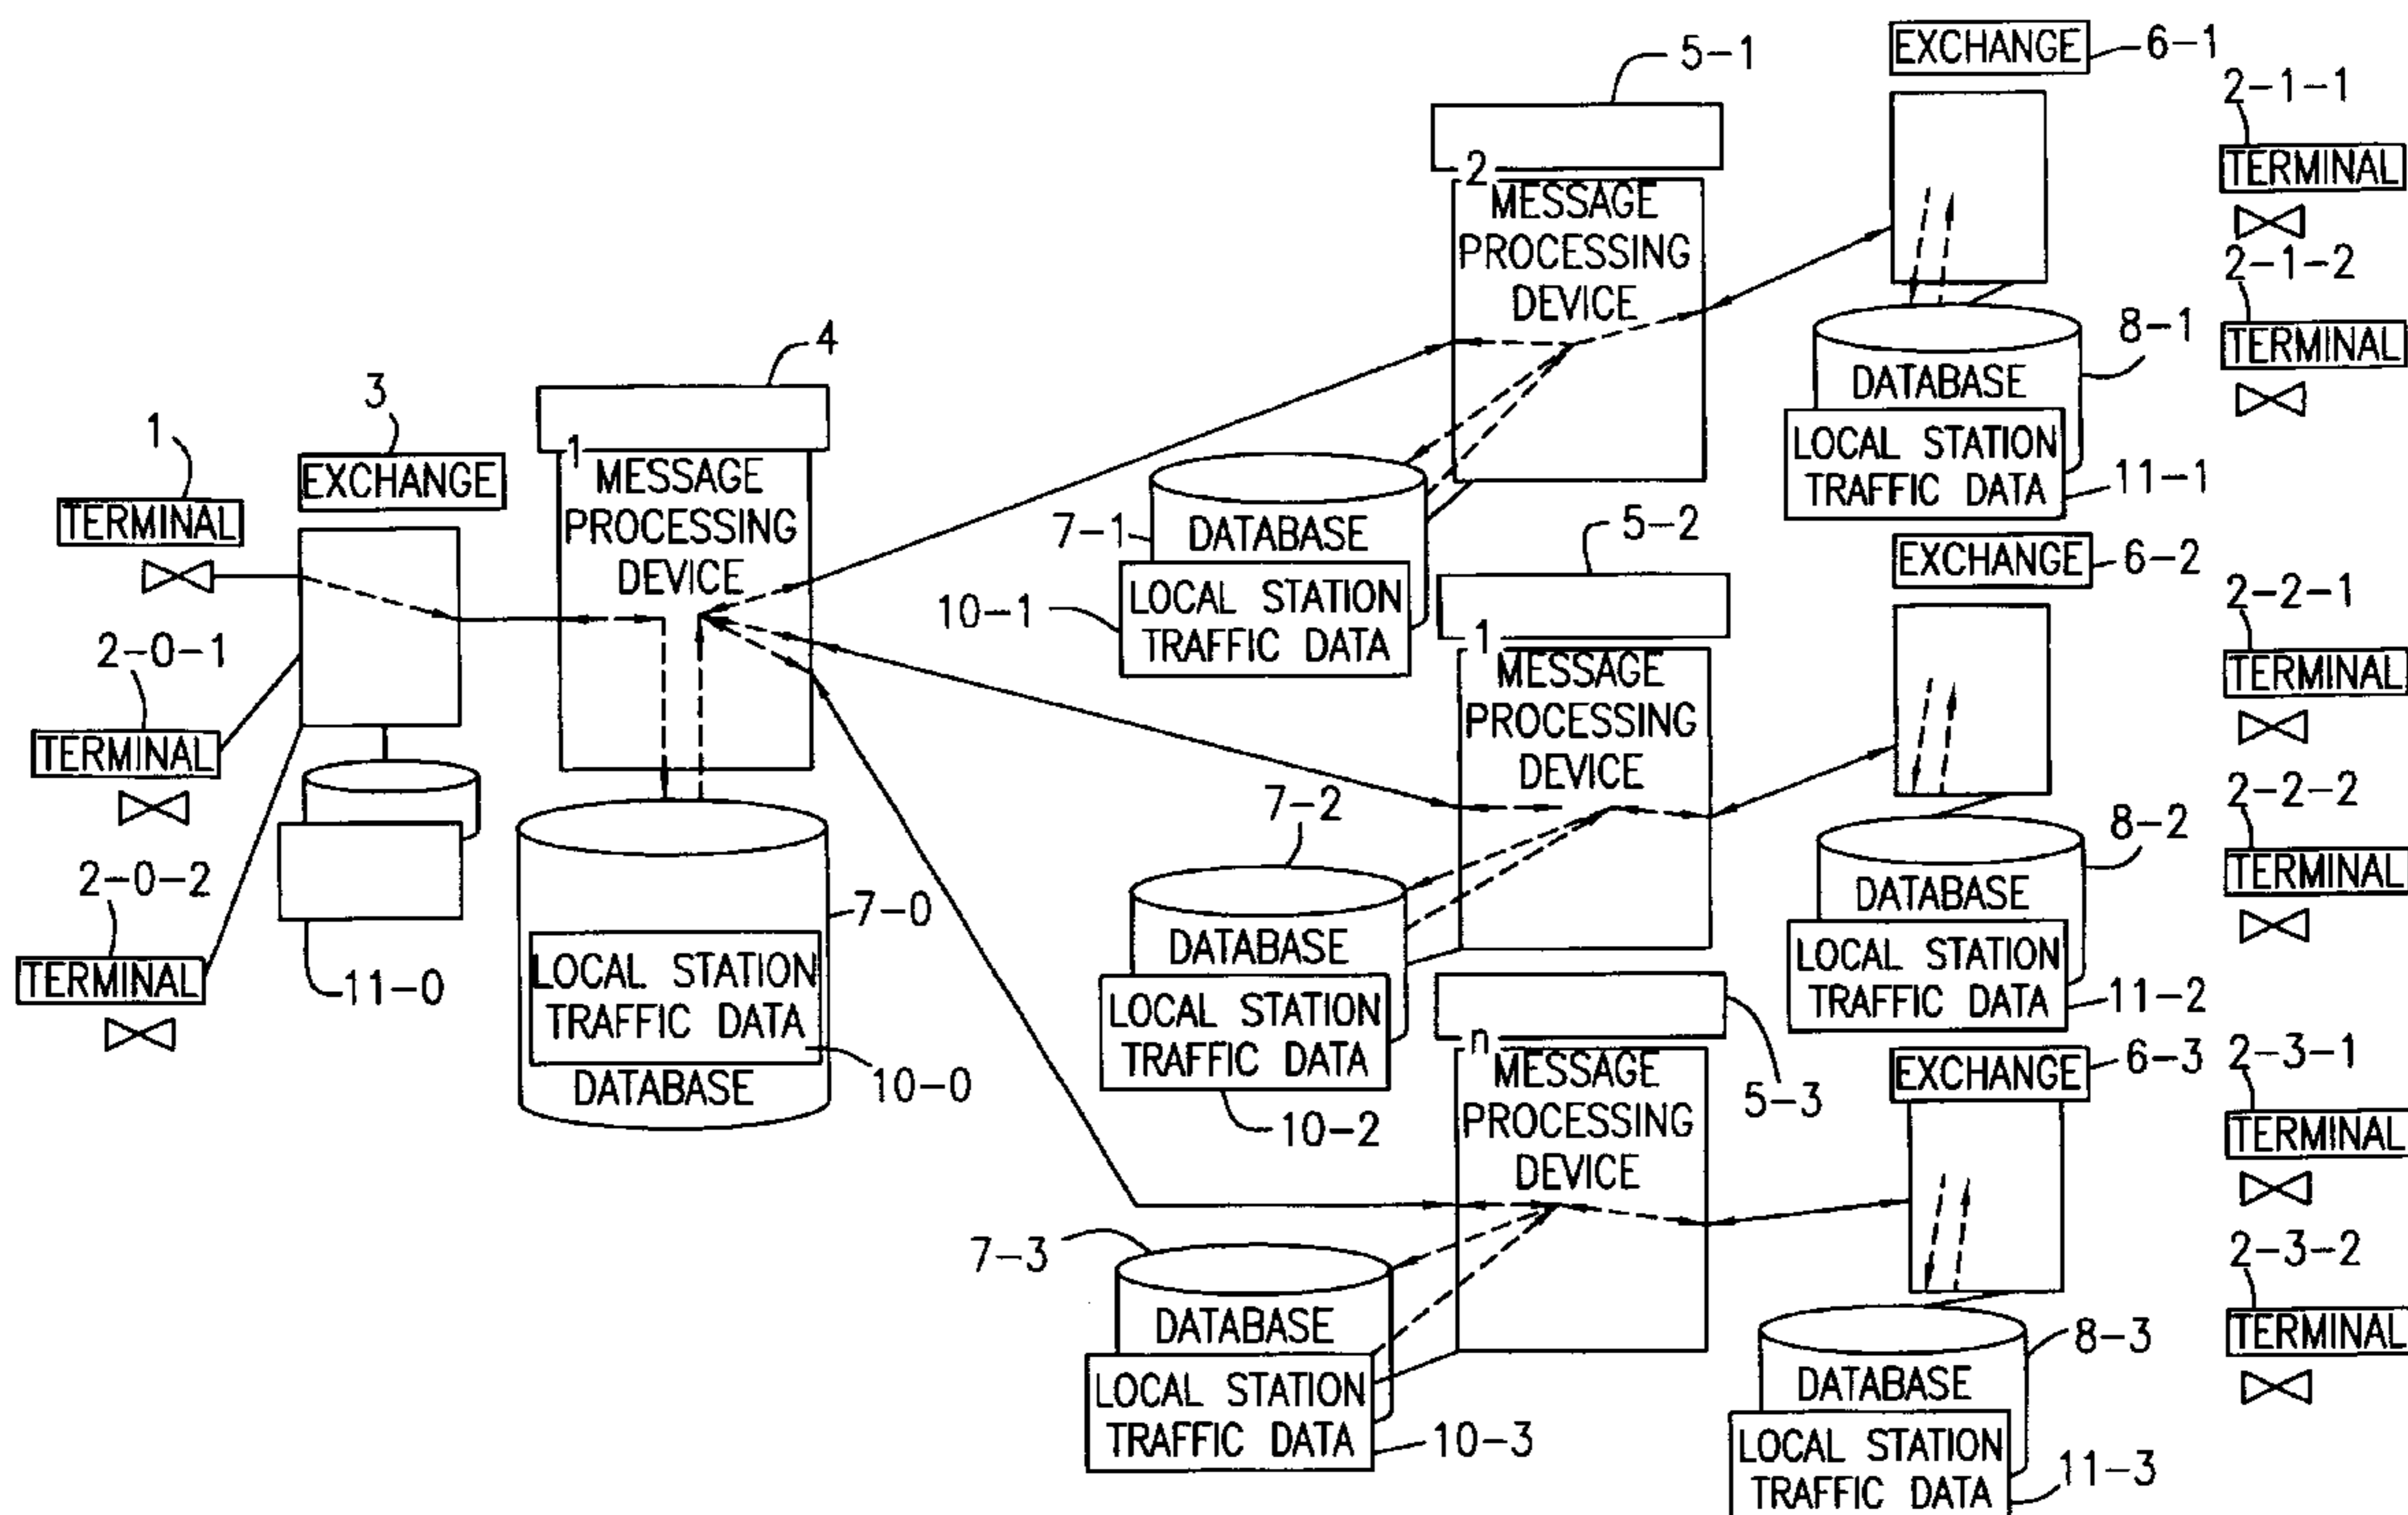 1
TERMINAL
2-0-1
TERMINAL
2-0-2
TERMINAL
3
EXCHANGE
11-0
4
1
MESSAGE
PROCESSING
DEVICE
7-0
LOCAL STATION
TRAFFIC DATA
10-0
DATABASE
5-1
2
MESSAGE
PROCESSING
DEVICE
7-1
DATABASE
10-1
LOCAL STATION
TRAFFIC DATA
5-2
1
MESSAGE
PROCESSING
DEVICE
7-2
DATABASE
LOCAL STATION
TRAFFIC DATA
10-2
5-3
n
MESSAGE
PROCESSING
DEVICE
7-3
DATABASE
LOCAL STATION
TRAFFIC DATA
10-3
EXCHANGE
6-1
8-1
DATABASE
LOCAL STATION
TRAFFIC DATA
11-1
EXCHANGE
6-2
8-2
DATABASE
LOCAL STATION
TRAFFIC DATA
11-2
EXCHANGE
6-3
8-3
DATABASE
LOCAL STATION
TRAFFIC DATA
11-3
2-1-1
TERMINAL
2-1-2
TERMINAL
2-2-1
TERMINAL
2-2-2
TERMINAL
2-3-1
TERMINAL
2-3-2
TERMINAL